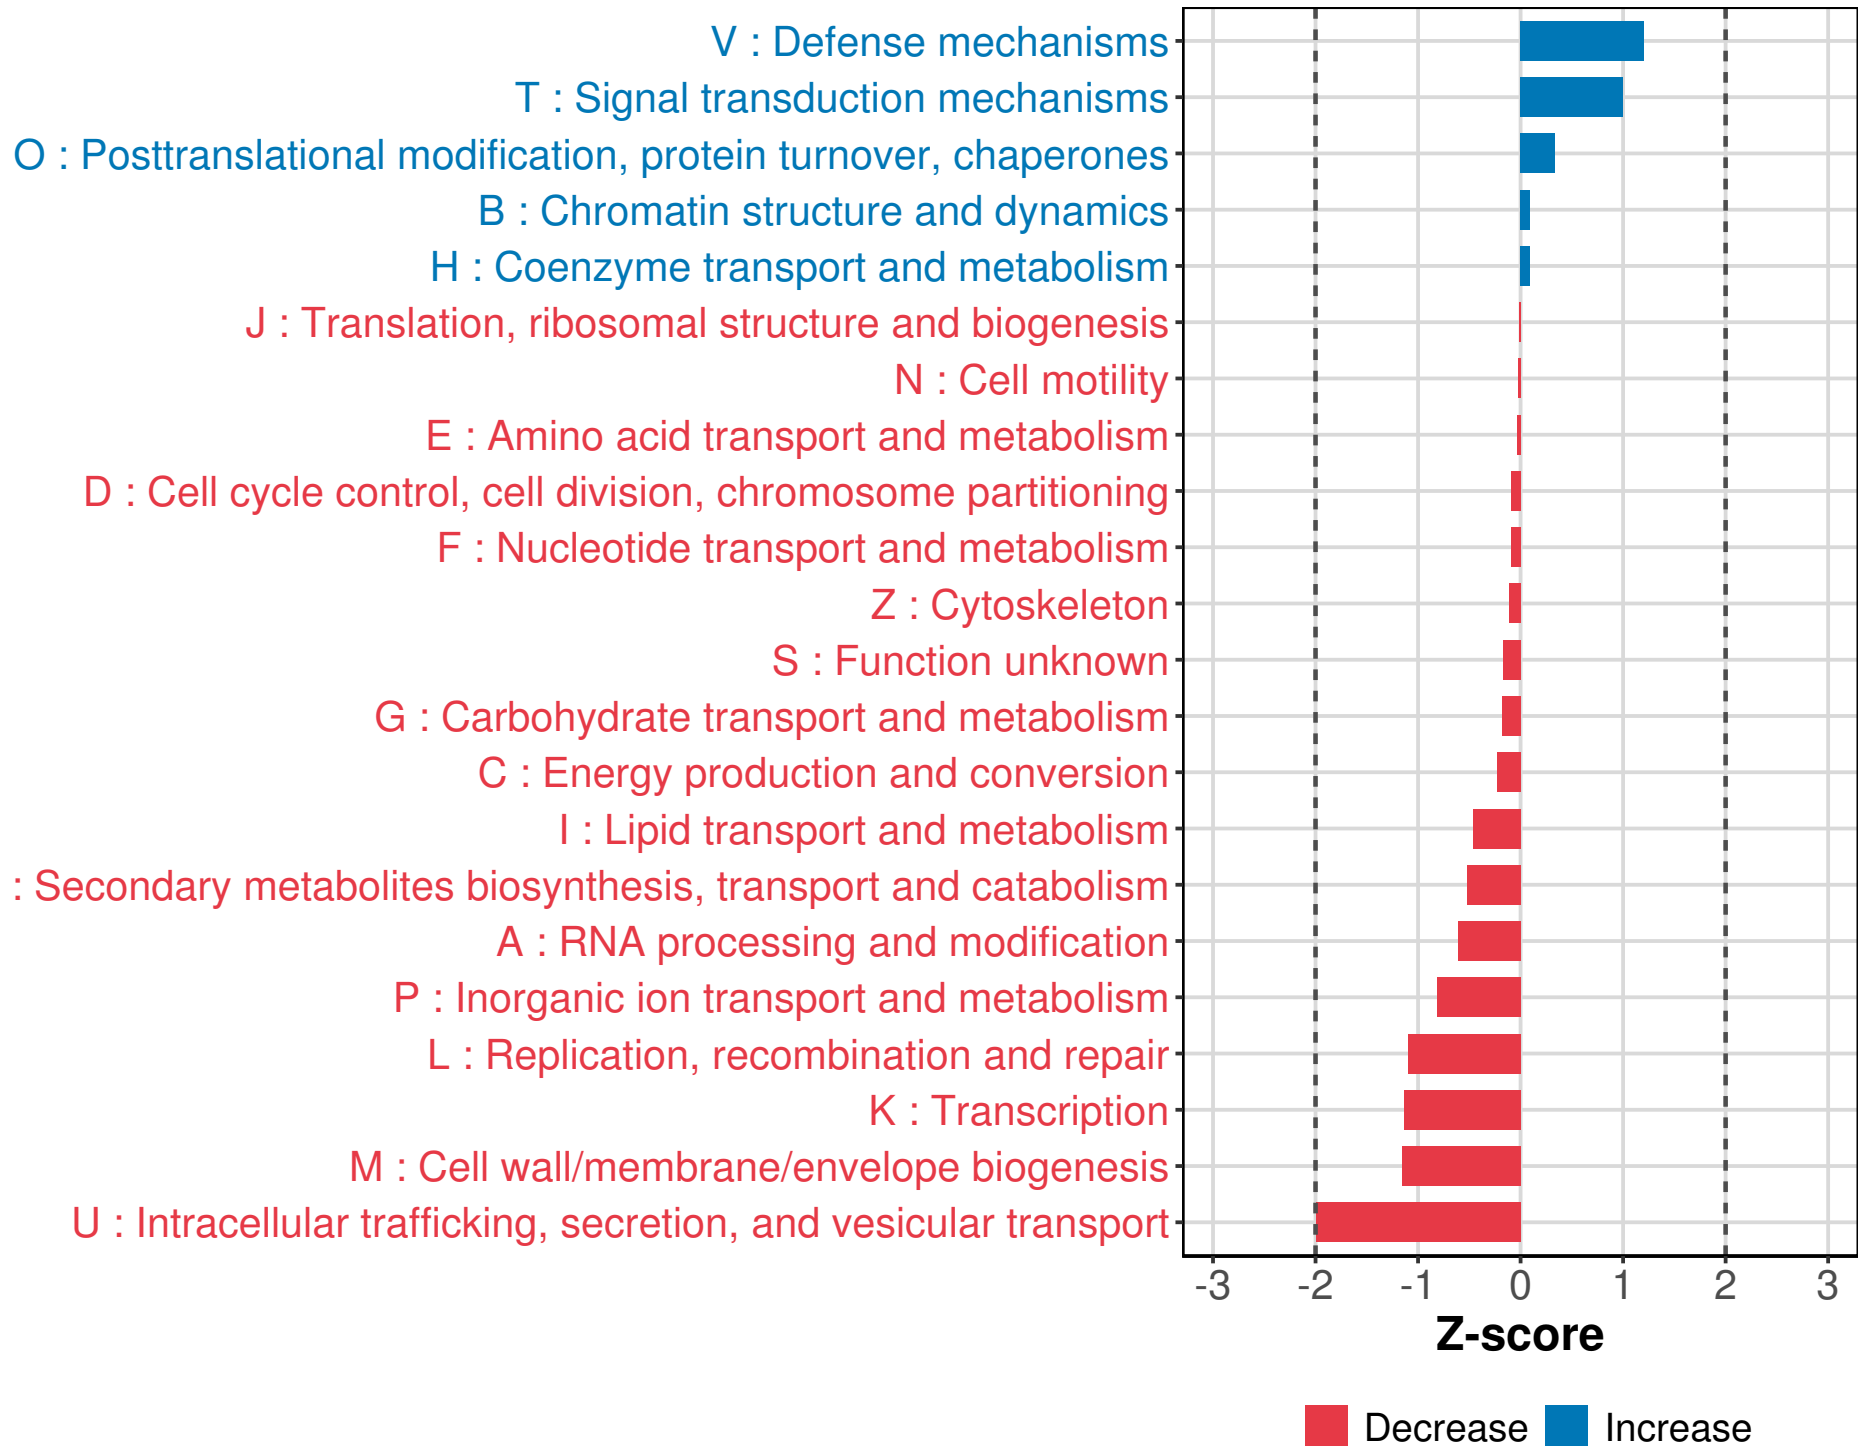 V : Defense mechanisms
T : Signal transduction mechanisms
O : Posttranslational modification, protein turnover, chaperones
B : Chromatin structure and dynamics
H : Coenzyme transport and metabolism
J : Translation, ribosomal structure and biogenesis
N : Cell motility
E : Amino acid transport and metabolism
D : Cell cycle control, cell division, chromosome partitioning
F : Nucleotide transport and metabolism
Z : Cytoskeleton
S : Function unknown
G : Carbohydrate transport and metabolism
C : Energy production and conversion
I : Lipid transport and metabolism
: Secondary metabolites biosynthesis, transport and catabolism
A : RNA processing and modification
P : Inorganic ion transport and metabolism
L : Replication, recombination and repair
K : Transcription
M : Cell wall/membrane/envelope biogenesis
U : Intracellular trafficking, secretion, and vesicular transport
-3 -2 -1 0 1 2 3
Z-score
Decrease Increase